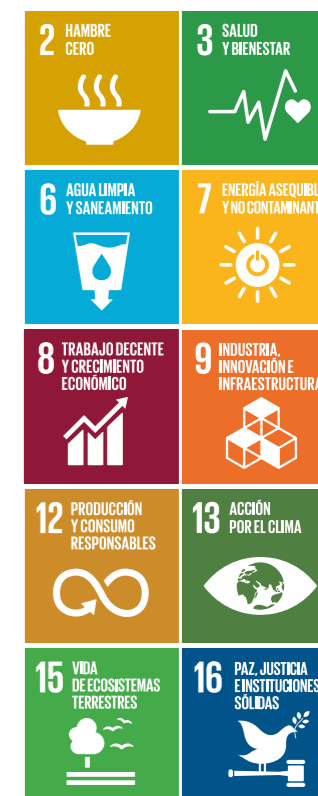 2 HAMBRE
CERO
3 SALUD
Y BIENESTAR
6 AGUA LIMPIA
Y SANEAMIENTO
7 ENERGÍA ASEQUIBL
Y NO CONTAMINANT
8 TRABAJO DECENTE
Y CRECIMIENTO
ECONÓMICO
9 INDUSTRIA,
INNOVACIÓN E
INFRAESTRUCTURA
12 PRODUCCIÓN
Y CONSUMO
RESPONSABLES
13 ACCIÓN
POR EL CLIMA
15 VIDA
DE ECOSISTEMAS
TERRESTRES
16 PAZ, JUSTICIA
E INSTITUCIONES
SÓLIDAS